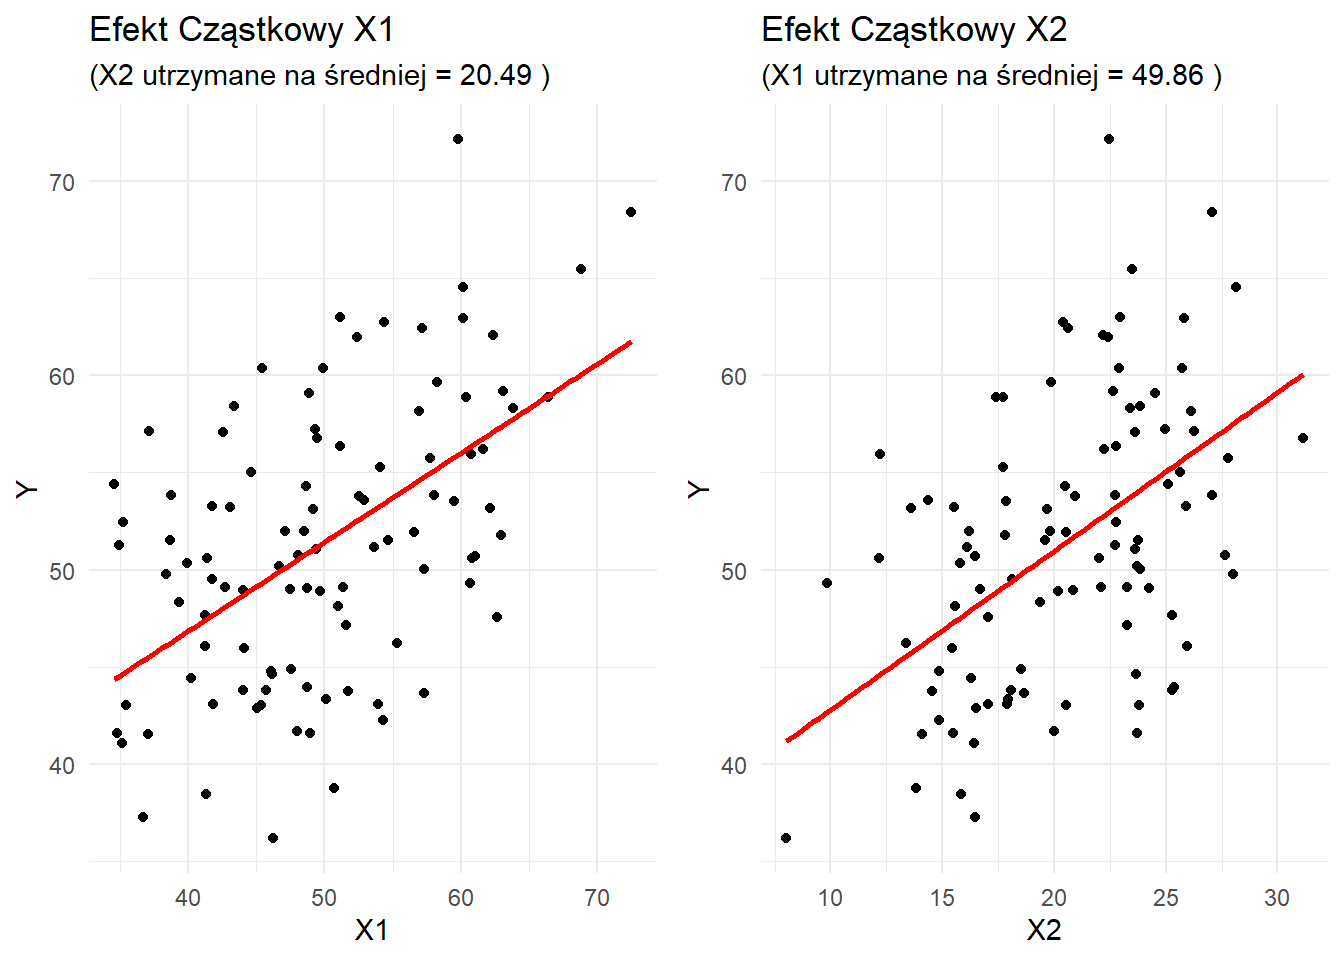 Efekt Cząstkowy X1
(X2 utrzymane na średniej = 20.49 )
70
60
50
40
Y
40 50 60 70
X1
Efekt Cząstkowy X2
(X1 utrzymane na średniej = 49.86 )
70
60
50
40
Y
10 15 20 25 30
X2